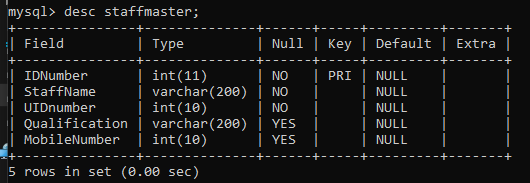 mysql> desc staffmaster;
+---------------+--------------+------+-----+---------+-------+
| Field         | Type         | Null | Key | Default | Extra |
+---------------+--------------+------+-----+---------+-------+
| IDNumber      | int(11)      | NO   | PRI | NULL    |       |
| StaffName     | varchar(200) | NO   |     | NULL    |       |
| UIDnumber     | int(10)      | NO   |     | NULL    |       |
| Qualification | varchar(200) | YES  |     | NULL    |       |
| MobileNumber  | int(10)      | YES  |     | NULL    |       |
+---------------+--------------+------+-----+---------+-------+
5 rows in set (0.00 sec)